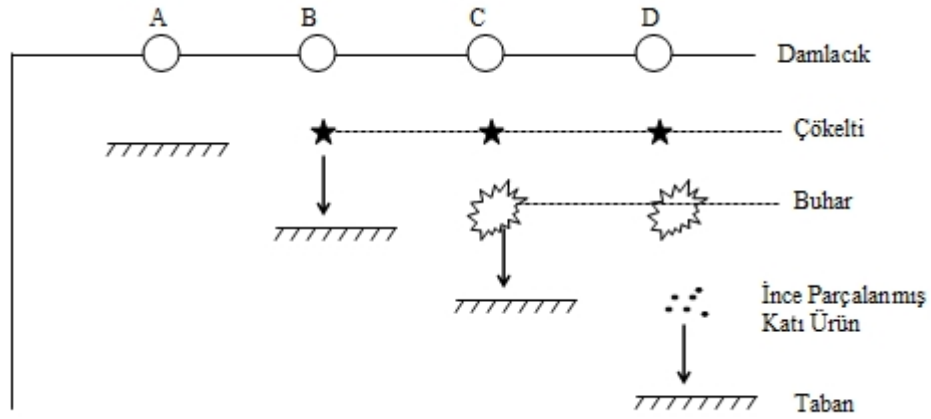 A B C D
Damlacık
Çökelti
Buhar
İnce Parçalanmış
Katı Ürün
Taban